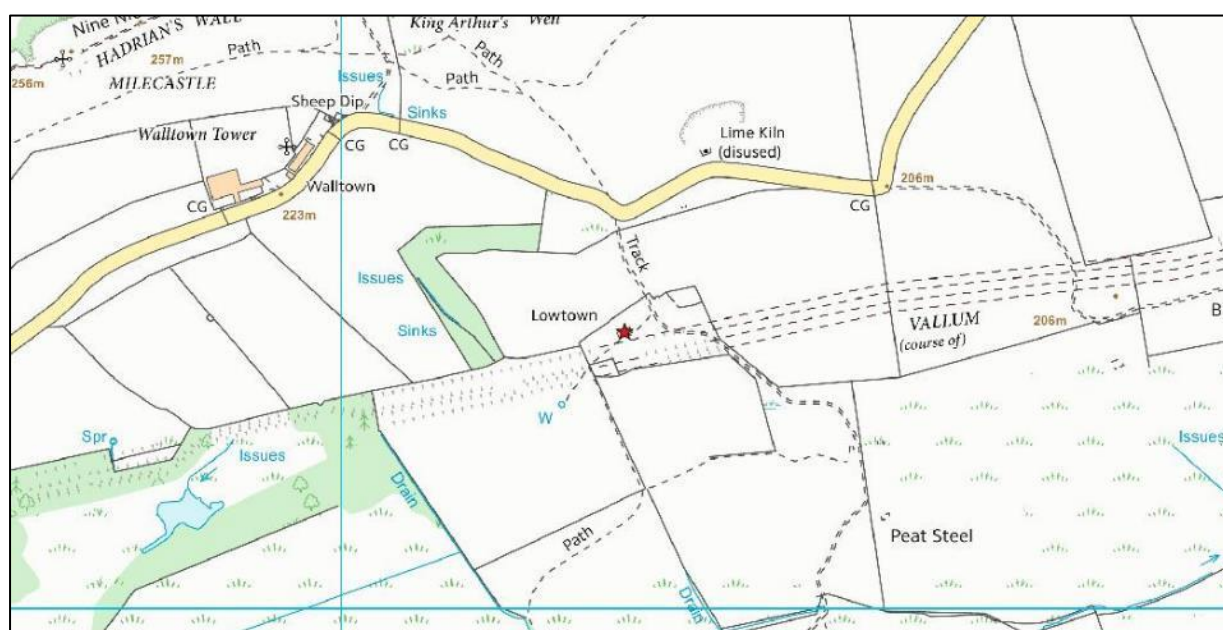 Nine
HADRIAN'S WALL
King Arthur's Well
Path
257m
256m
MILECASTLE
Issues
Path
Sheep Dip
Sinks
Walltown Tower
CG
CG
Lime Kiln
(disused)
Walltown
206m
CG
CG
223m
Track
Issues
Lowtown
VALLUM
(course of)
206m
B
Sinks
W
Spr
Issues
Issues
Drain
Path
Peat Steel
Drain